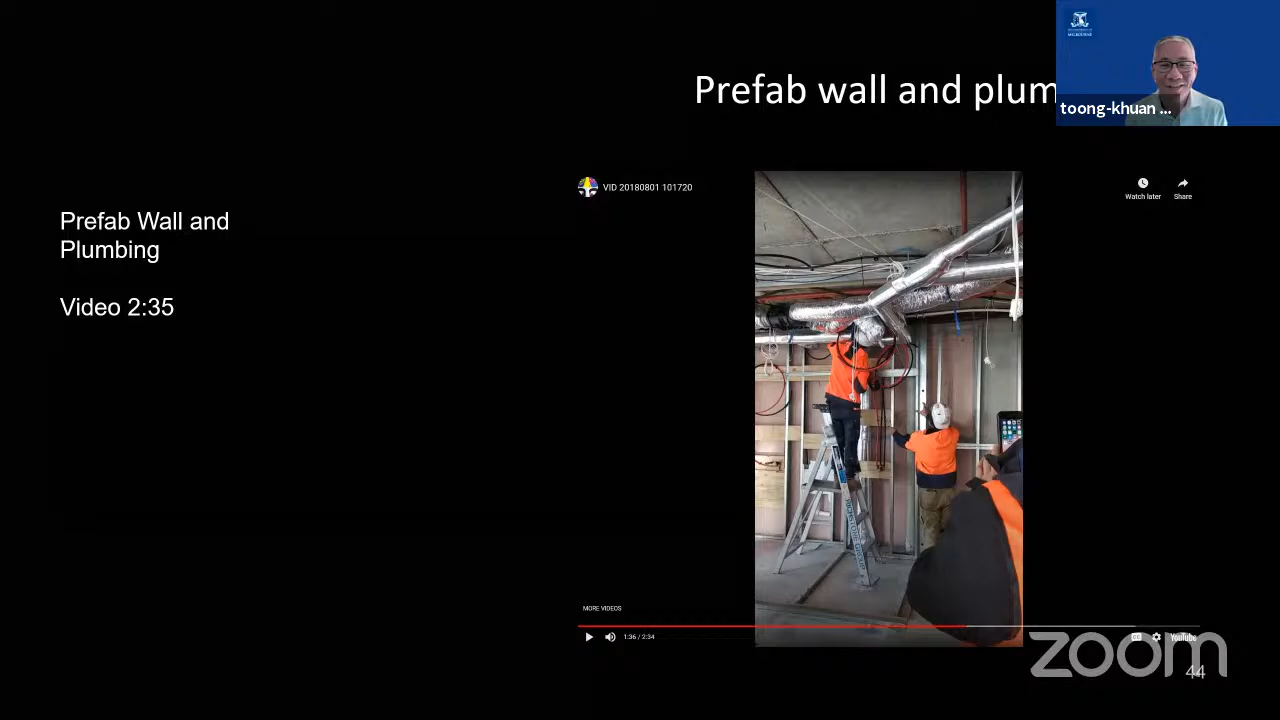 Prefab wall and plum
MELBOURNE
toong-khuan ...
VID 20180801 101720
Watch later
Share
Prefab Wall and
Plumbing
Video 2:35
MORE VIDEOS
1:36 / 2:34
YouTube
zoom
44